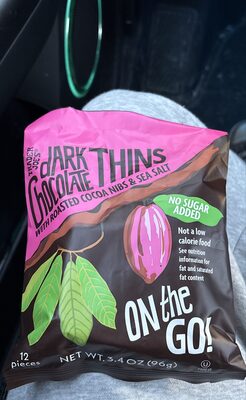 TRADER JOE'S
DARK
CHOCOLATE THINS
WITH ROASTED COCOA NIBS & SEA SALT
NO SUGAR
ADDED
Not a low
calorie food
See nutrition
information for
fat and saturated
fat content
ON the
GO!
12
pieces
NET WT. 3.4 OZ (96g)
U